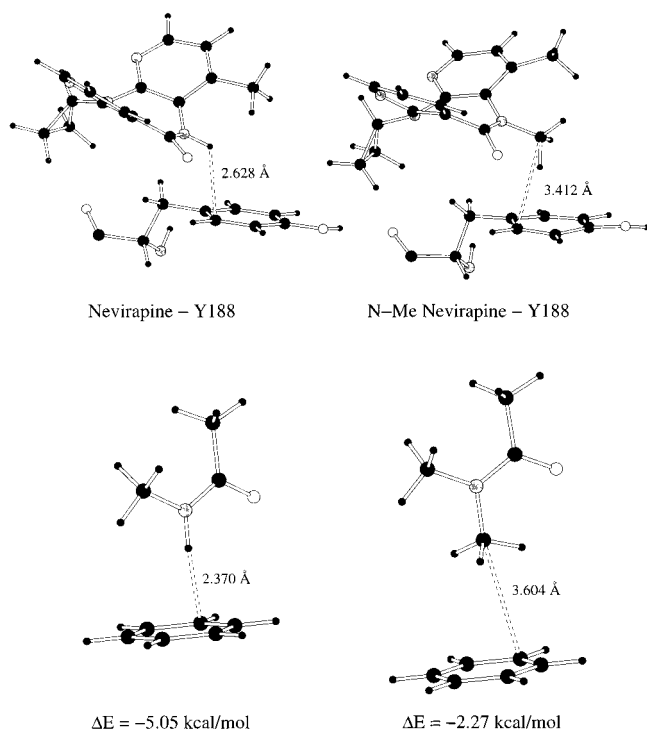 2.628 Å
3.412 Å
Nevirapine – Y188
N–Me Nevirapine – Y188
2.370 Å
3.604 Å
ΔE = −5.05 kcal/mol
ΔE = −2.27 kcal/mol